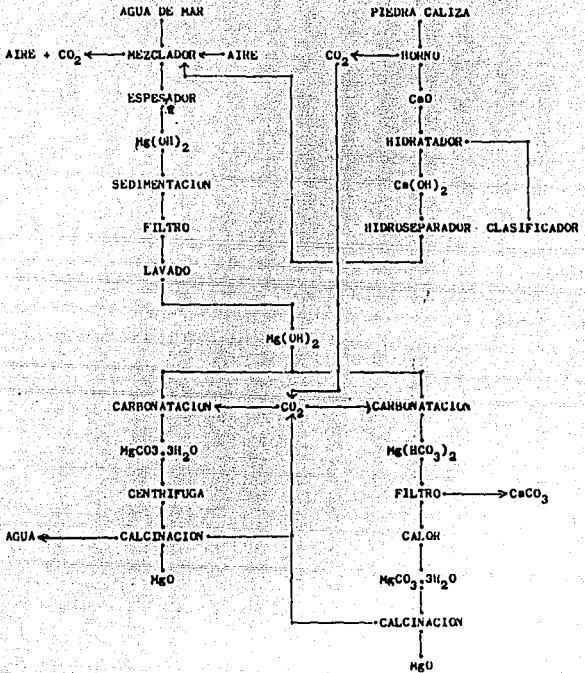 AGUA DE MAR PIEDRA CALIZA
AIRE + CO2 MEZCLADOR AIRE CO2 HORNO
ESPESADOR CaO
Mg(OH)2 HIDRATADOR
SEDIMENTACION Ca(OH)2
FILTRO HIDROSEPARADOR CLASIFICADOR
LAVADO
Mg(OH)2
CARBONATACION CO2 CARBONATACION
MgCO3.3H2O Mg(HCO3)2
CENTRIFUGA FILTRO CaCO3
AGUA CALCINACION CALOR
MgO MgCO3.3H2O
CALCINACION
MgO